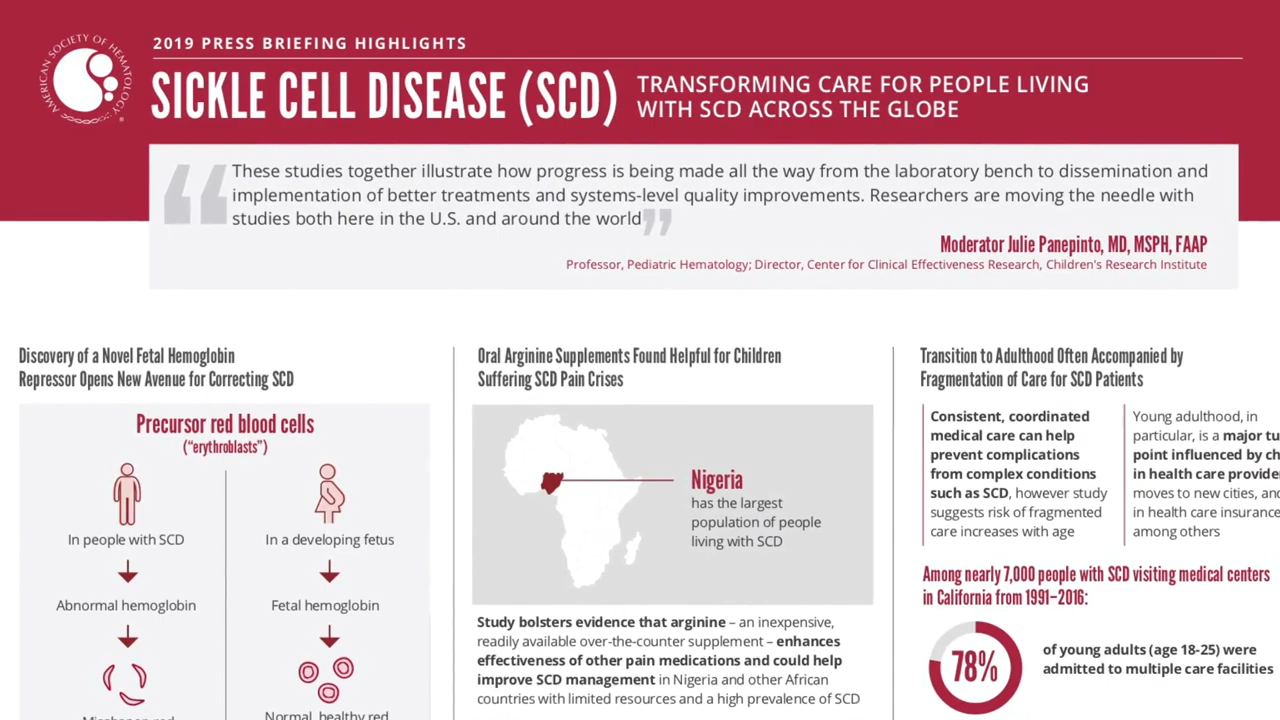 AMERICAN SOCIETY OF HEMATOLOGY
2019 PRESS BRIEFING HIGHLIGHTS
SICKLE CELL DISEASE (SCD)
TRANSFORMING CARE FOR PEOPLE LIVING
WITH SCD ACROSS THE GLOBE
“These studies together illustrate how progress is being made all the way from the laboratory bench to dissemination and
implementation of better treatments and systems-level quality improvements. Researchers are moving the needle with
studies both here in the U.S. and around the world”
Moderator Julie Panepinto, MD, MSPH, FAAP
Professor, Pediatric Hematology; Director, Center for Clinical Effectiveness Research, Children's Research Institute
Discovery of a Novel Fetal Hemoglobin
Repressor Opens New Avenue for Correcting SCD
Precursor red blood cells
(“erythroblasts”)
In people with SCD
Abnormal hemoglobin
In a developing fetus
Fetal hemoglobin
Normal, healthy red
Oral Arginine Supplements Found Helpful for Children
Suffering SCD Pain Crises
Nigeria
has the largest
population of people
living with SCD
Study bolsters evidence that arginine – an inexpensive,
readily available over-the-counter supplement – enhances
effectiveness of other pain medications and could help
improve SCD management in Nigeria and other African
countries with limited resources and a high prevalence of SCD
Transition to Adulthood Often Accompanied by
Fragmentation of Care for SCD Patients
Consistent, coordinated
medical care can help
prevent complications
from complex conditions
such as SCD, however study
suggests risk of fragmented
care increases with age
Young adulthood, in
particular, is a major tu
point influenced by ch
in health care provide
moves to new cities, an
in health care insurance
among others
Among nearly 7,000 people with SCD visiting medical centers
in California from 1991–2016:
78%
of young adults (age 18-25) were
admitted to multiple care facilities